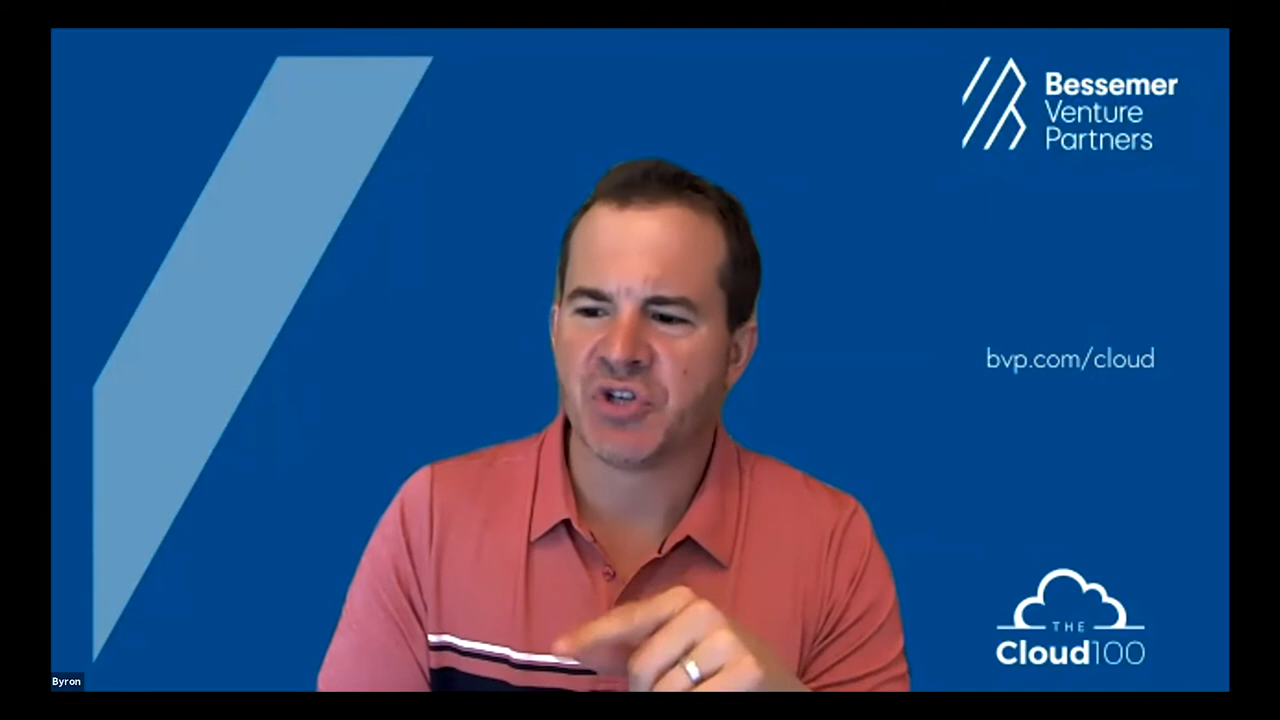 Bessemer
Venture
Partners
bvp.com/cloud
THE
Cloud100
Byron